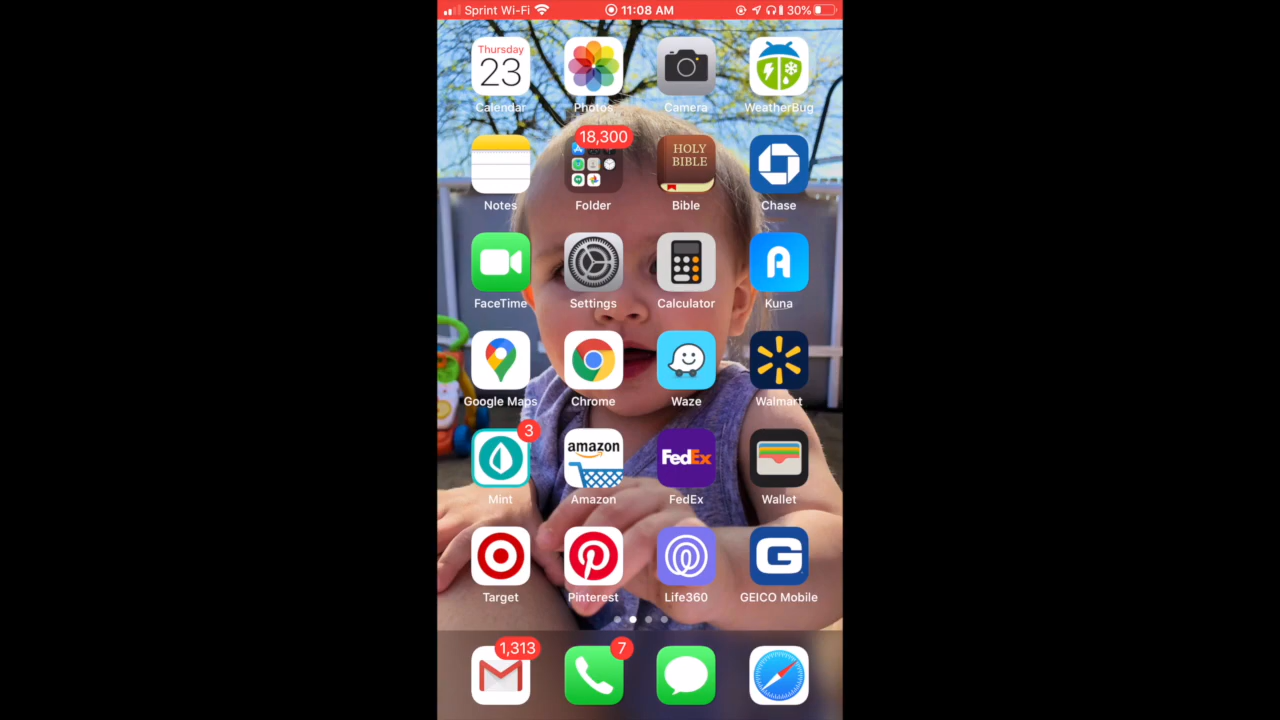 Sprint Wi-Fi 11:08 AM 30%
Thursday
23
Calendar Photos Camera WeatherBug
18,300
HOLY
BIBLE
Notes Folder Bible Chase
FaceTime Settings Calculator Kuna
Google Maps Chrome Waze Walmart
3
amazon
FedEx
Mint Amazon FedEx Wallet
G
Target Pinterest Life360 GEICO Mobile
1,313 7